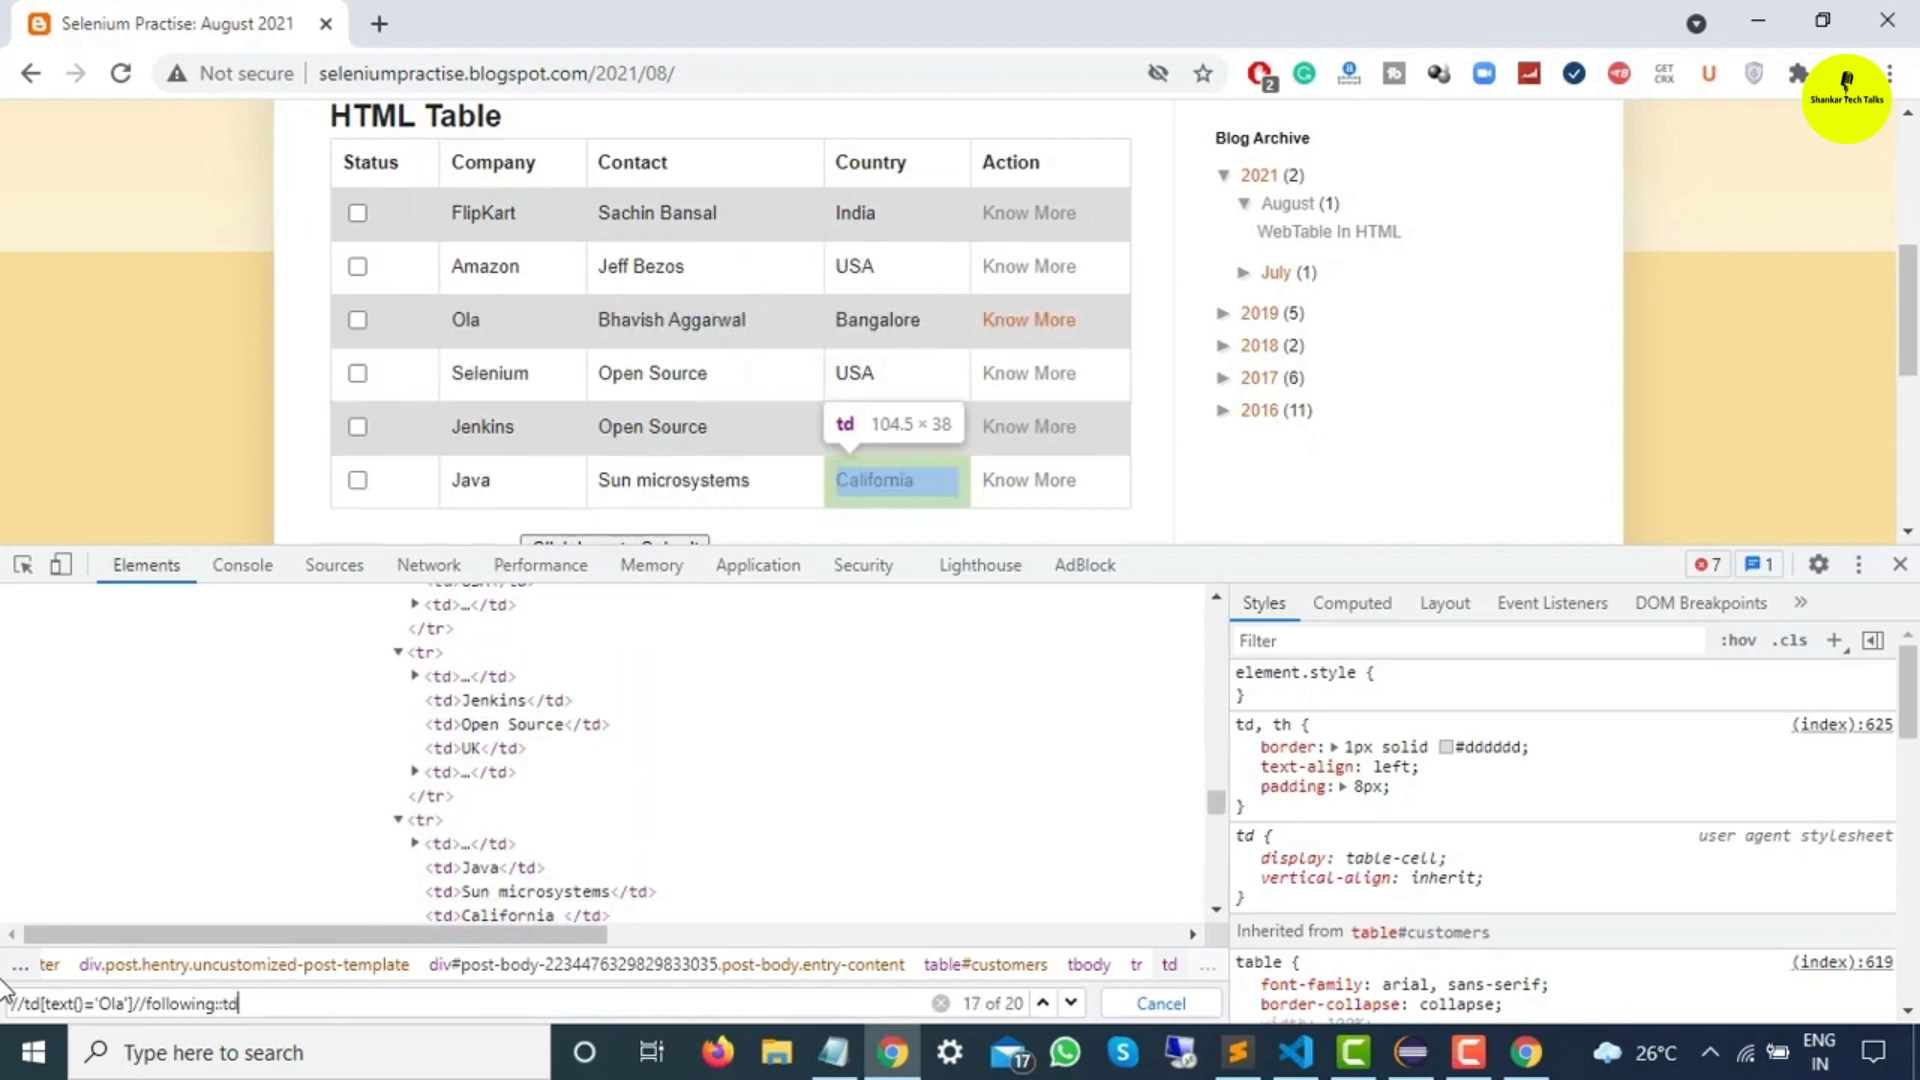 Selenium Practise: August 2021
Not secure seleniumpractise.blogspot.com/2021/08/
2
GET CRX
Shankar Tech Talks
HTML Table
Status Company Contact Country Action
FlipKart Sachin Bansal India Know More
Amazon Jeff Bezos USA Know More
Ola Bhavish Aggarwal Bangalore Know More
Selenium Open Source USA Know More
Jenkins Open Source Know More
td 104.5 × 38
Java Sun microsystems California Know More
Blog Archive
▼ 2021 (2)
▼ August (1)
WebTable In HTML
► July (1)
► 2019 (5)
► 2018 (2)
► 2017 (6)
► 2016 (11)
Elements Console Sources Network Performance Memory Application Security Lighthouse AdBlock 7 1
<td>…</td>
</tr>
<tr>
<td>…</td>
<td>Jenkins</td>
<td>Open Source</td>
<td>UK</td>
<td>…</td>
</tr>
<tr>
<td>…</td>
<td>Java</td>
<td>Sun microsystems</td>
<td>California </td>
... ter div.post.hentry.uncustomized-post-template div#post-body-2234476329829833035.post-body.entry-content table#customers tbody tr td ...
//td[text()='Ola']//following::td 17 of 20 Cancel
Styles Computed Layout Event Listeners DOM Breakpoints »
Filter :hov .cls +
element.style {
}
td, th { (index):625
border: 1px solid #dddddd;
text-align: left;
padding: 8px;
}
td { user agent stylesheet
display: table-cell;
vertical-align: inherit;
}
Inherited from table#customers
table { (index):619
font-family: arial, sans-serif;
border-collapse: collapse;
Type here to search 17 26°C ENG IN